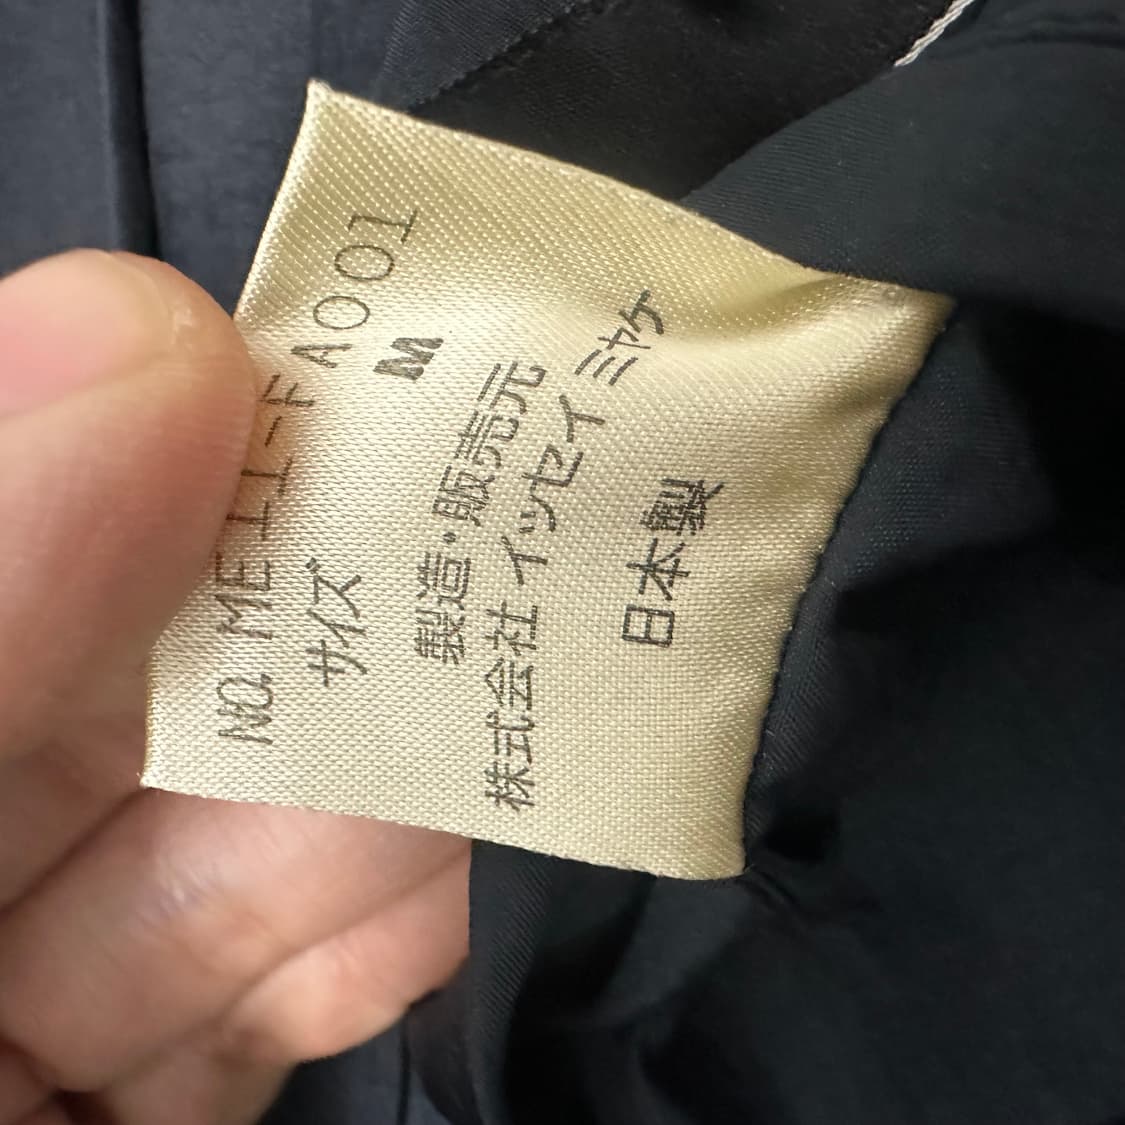 NO. ME11-FA001
サイズ M
製造・販売元
株式会社 イッセイ ミヤケ
日本製